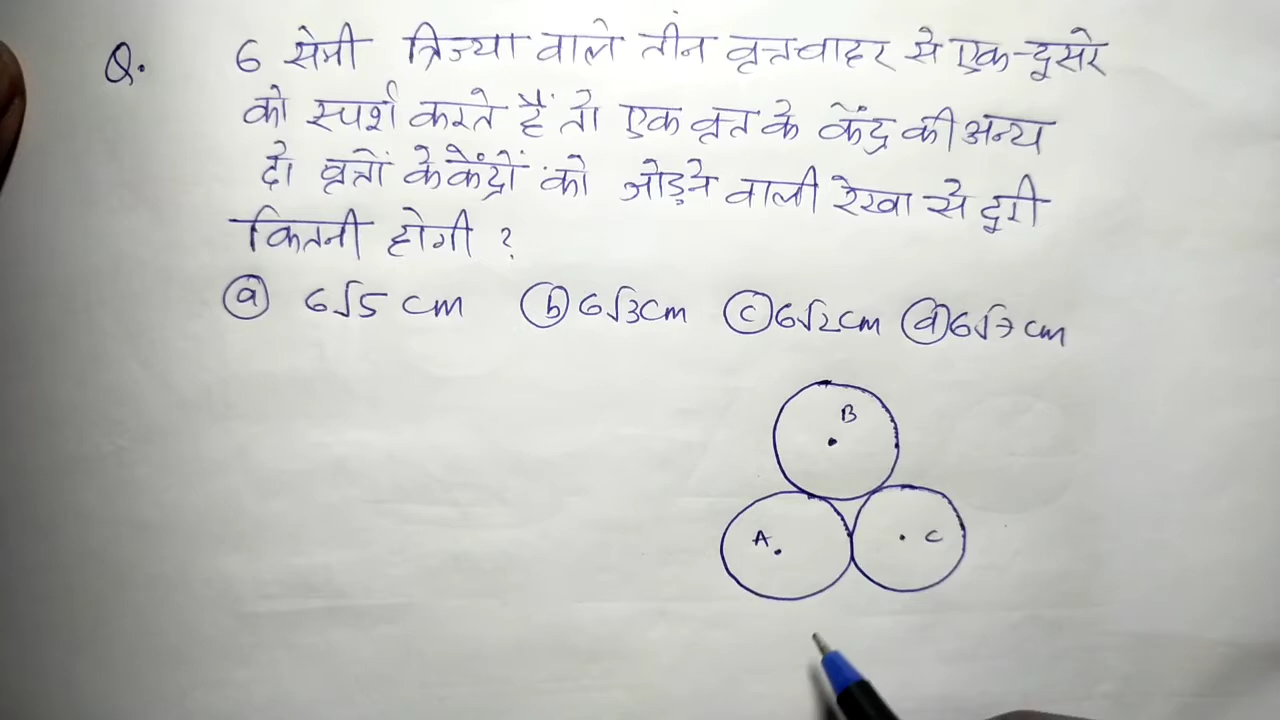 Q. 6 सेमी त्रिज्या वाले तीन वृत्त बाहर से एक-दूसरे
को स्पर्श करते हैं तो एक वृत्त के केंद्र की अन्य
दो वृत्तों के केंद्रों को जोड़ने वाली रेखा से दूरी
कितनी होगी ?
(a) 6√5 cm (b) 6√3cm (c) 6√2cm (d) 6√7 cm
B
A C